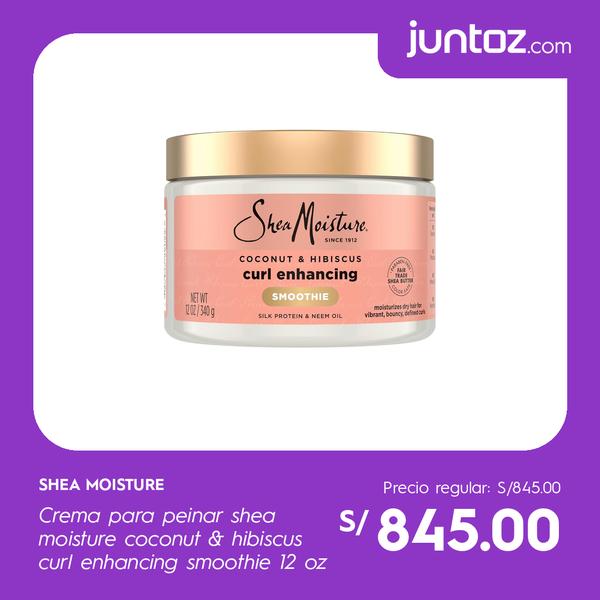 juntoz.com
Shea Moisture
SINCE 1912
COCONUT & HIBISCUS
curl enhancing
SMOOTHIE
SILK PROTEIN & NEEM OIL
NET WT
12 OZ / 340 g
FAIR
TRADE
SHEA BUTTER
moisturizes dry hair for
vibrant, bouncy, defined curls
SHEA MOISTURE
Crema para peinar shea
moisture coconut & hibiscus
curl enhancing smoothie 12 oz
Precio regular: S/845.00
S/ 845.00